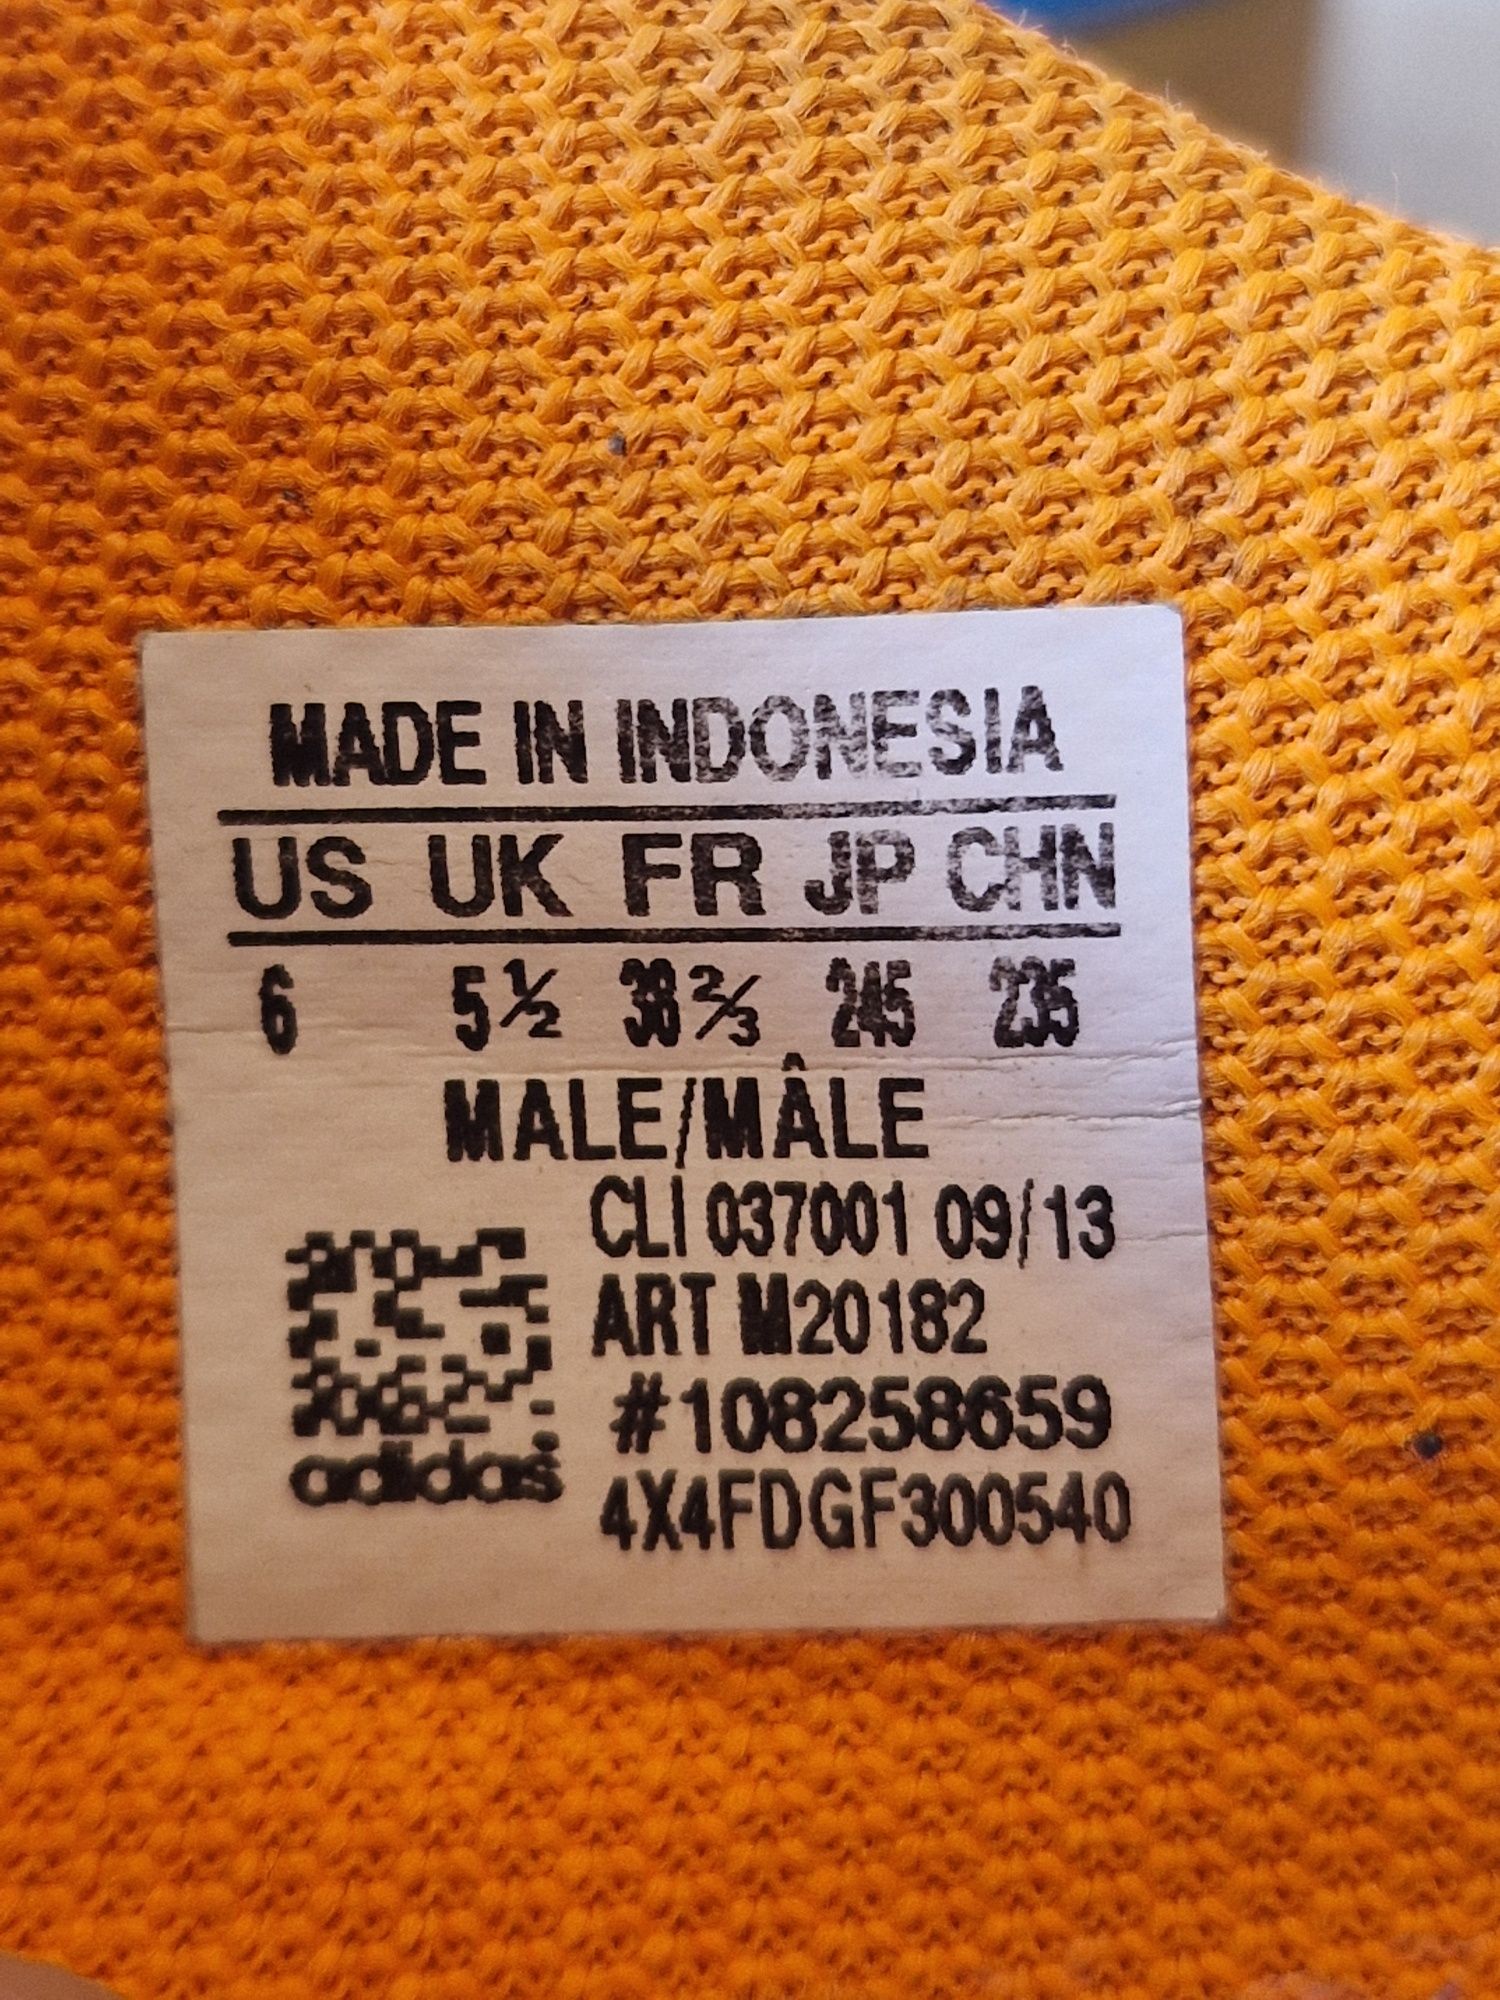 MADE IN INDONESIA
US UK FR JP CHN
6 5½ 38⅔ 245 235
MALE/MÂLE
CLI 037001 09/13
ART M20182
#108258659
4X4FDGF300540
adidas